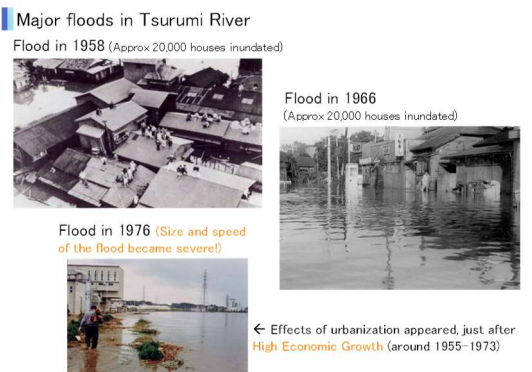 Major floods in Tsurumi River
Flood in 1958 (Approx 20,000 houses inundated)
Flood in 1966
(Approx 20,000 houses inundated)
Flood in 1976 (Size and speed
of the flood became severe!)
← Effects of urbanization appeared, just after
High Economic Growth (around 1955-1973)